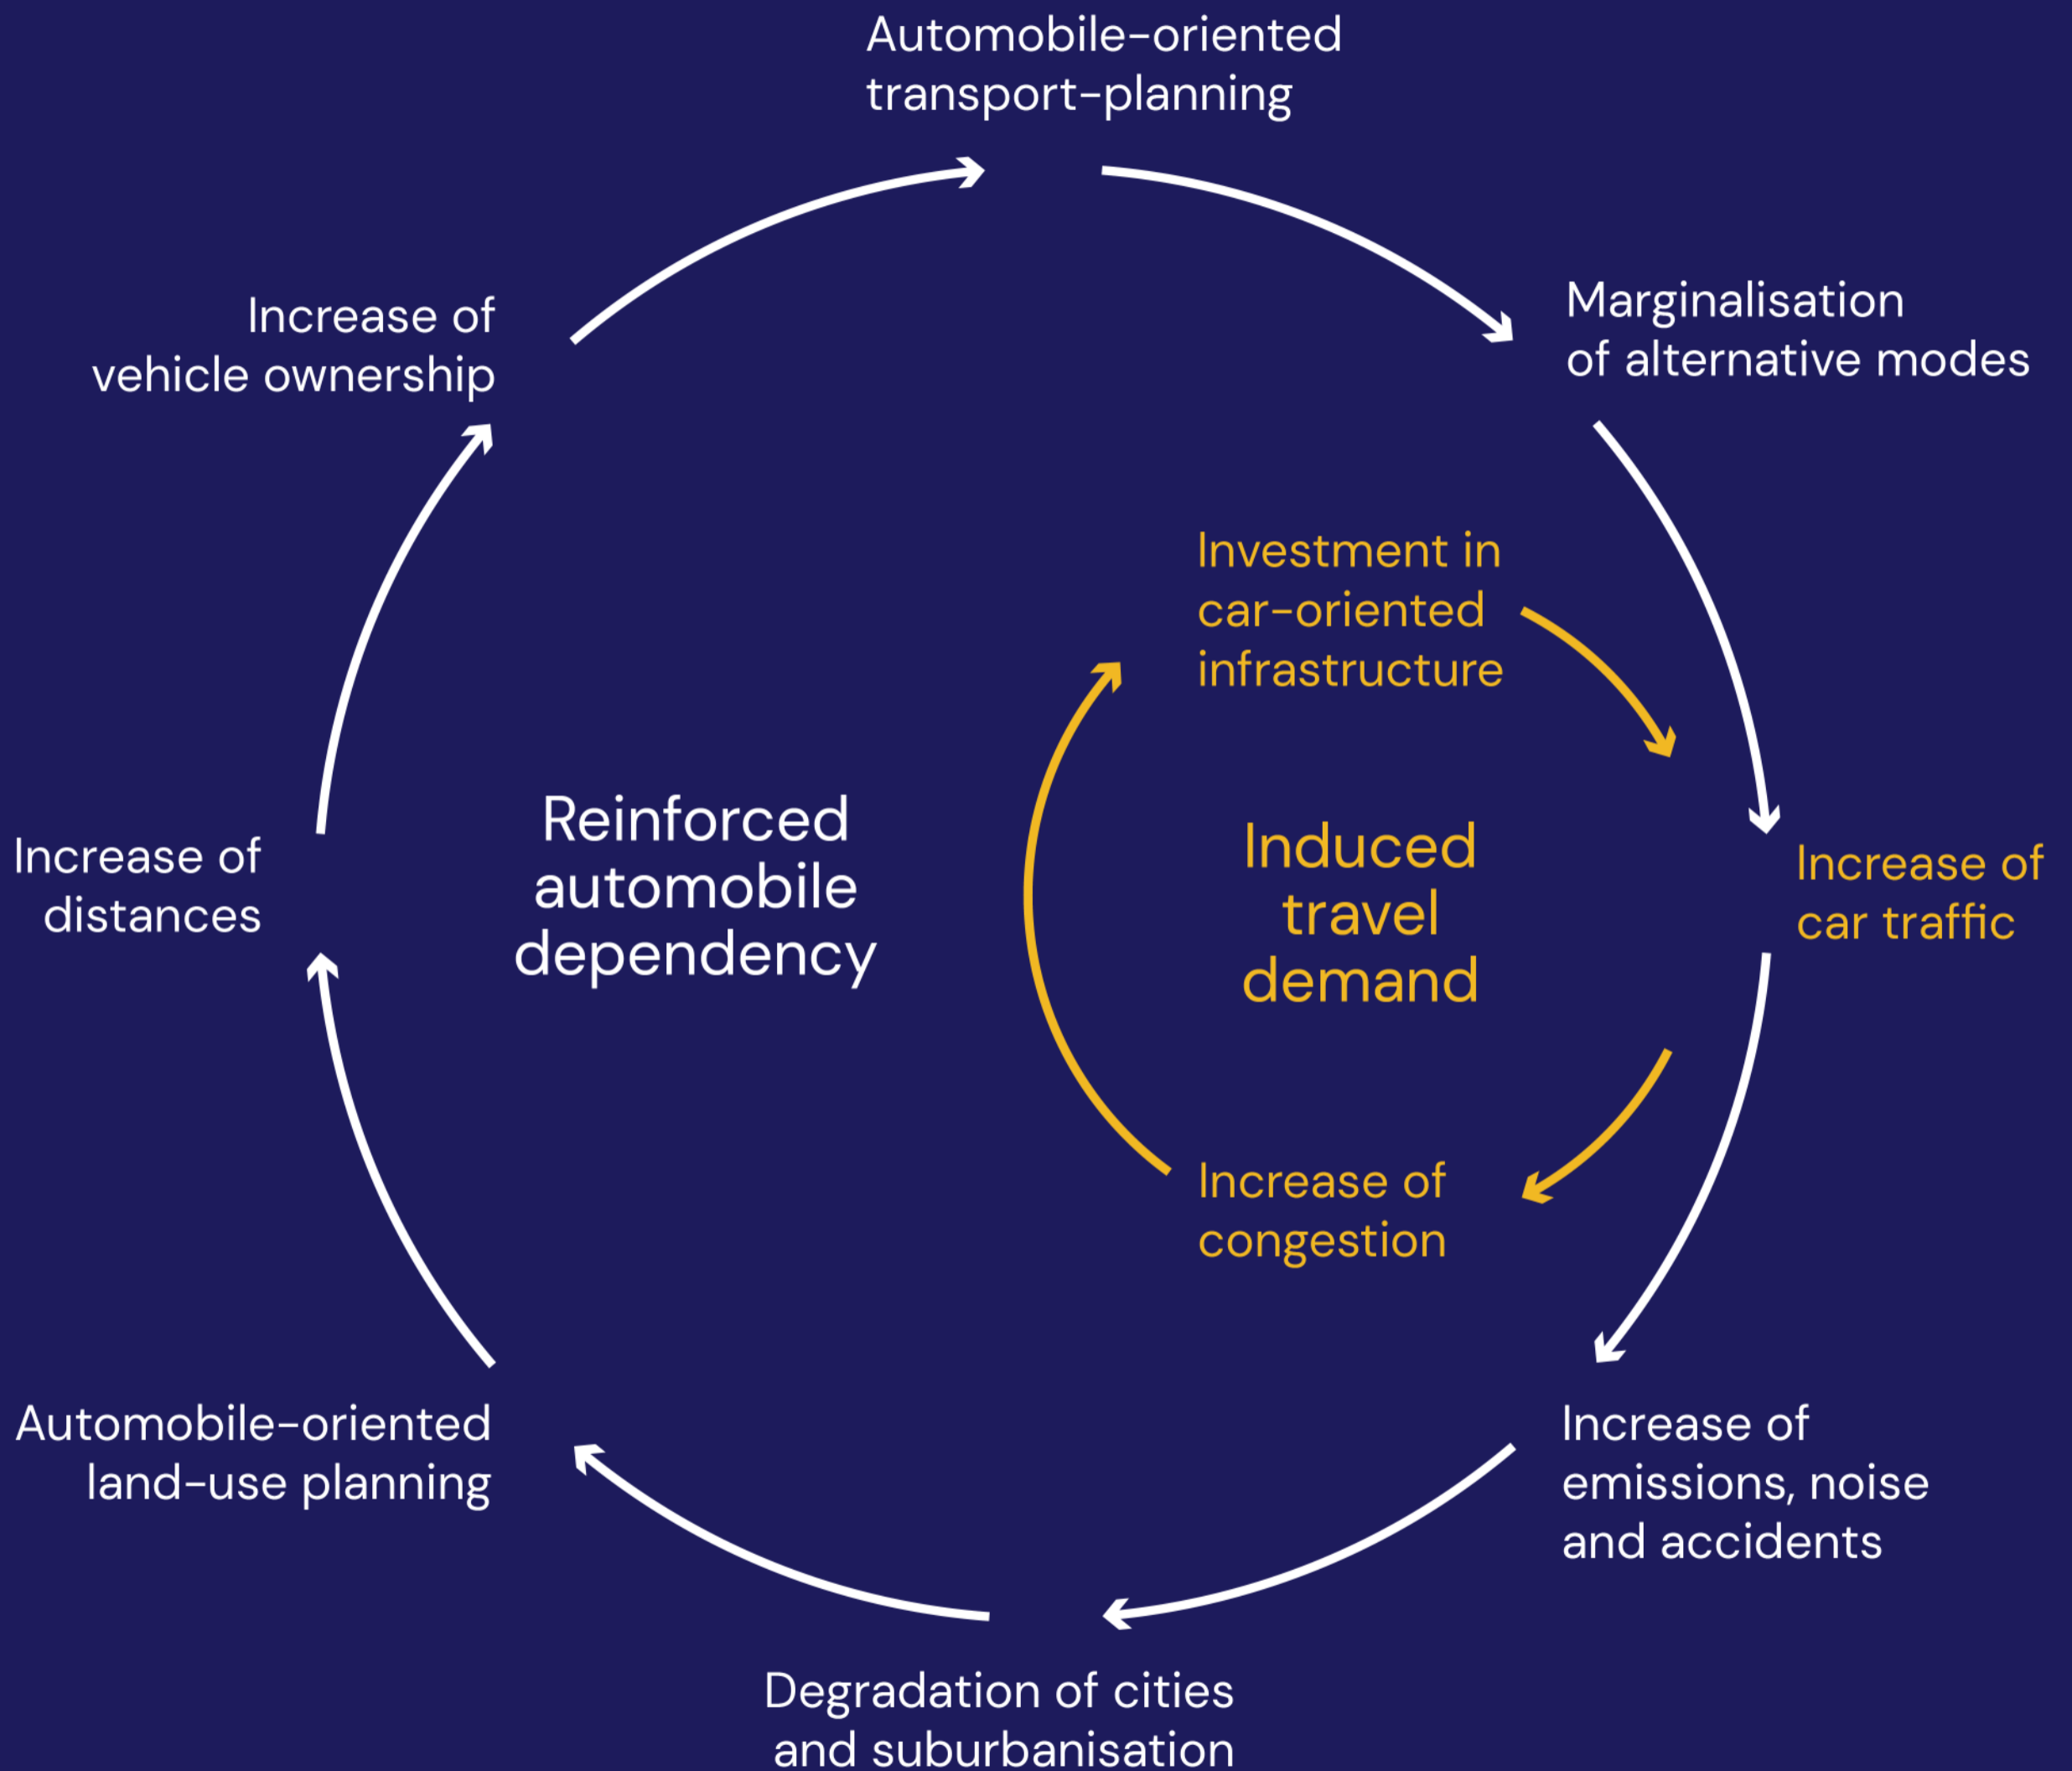 Automobile-oriented
transport-planning
Marginalisation
of alternative modes
Increase of
vehicle ownership
Investment in
car-oriented
infrastructure
Reinforced
automobile
dependency
Induced
travel
demand
Increase of
distances
Increase of
car traffic
Increase of
congestion
Automobile-oriented
land-use planning
Increase of
emissions, noise
and accidents
Degradation of cities
and suburbanisation